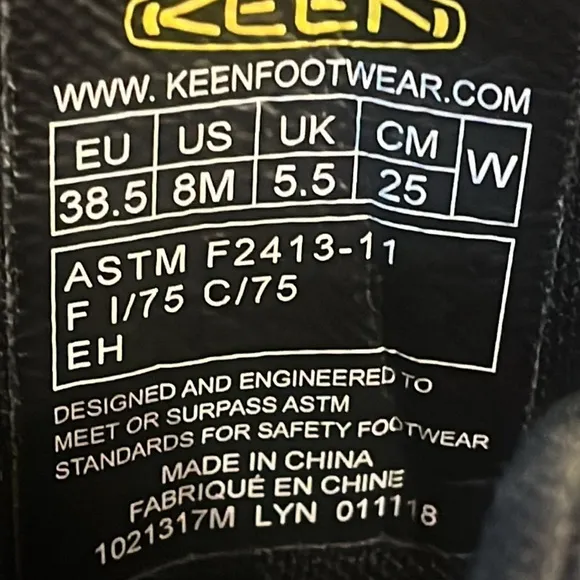 KEEN
WWW. KEENFOOTWEAR.COM
EU US UK CM W
38.5 8M 5.5 25
ASTM F2413-11
F I/75 C/75
EH
DESIGNED AND ENGINEERED TO
MEET OR SURPASS ASTM
STANDARDS FOR SAFETY FOOTWEAR
MADE IN CHINA
FABRIQUÉ EN CHINE
1021317M LYN 011118